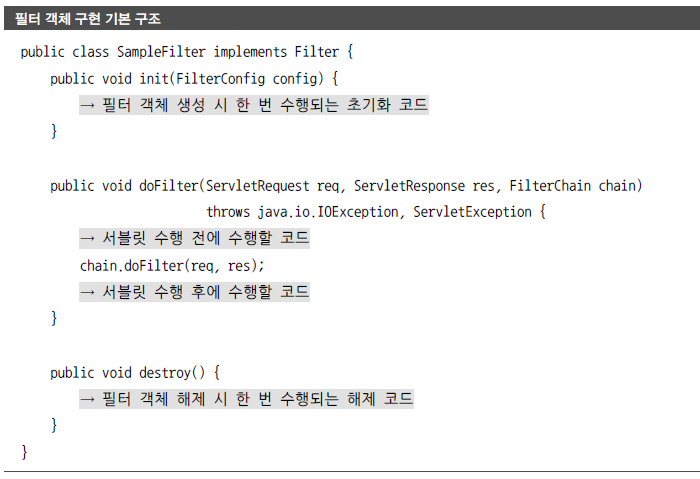 필터 객체 구현 기본 구조
public class SampleFilter implements Filter {
public void init(FilterConfig config) {
→ 필터 객체 생성 시 한 번 수행되는 초기화 코드
}
public void doFilter(ServletRequest req, ServletResponse res, FilterChain chain)
throws java.io.IOException, ServletException {
→ 서블릿 수행 전에 수행할 코드
chain.doFilter(req, res);
→ 서블릿 수행 후에 수행할 코드
}
public void destroy() {
→ 필터 객체 해제 시 한 번 수행되는 해제 코드
}
}